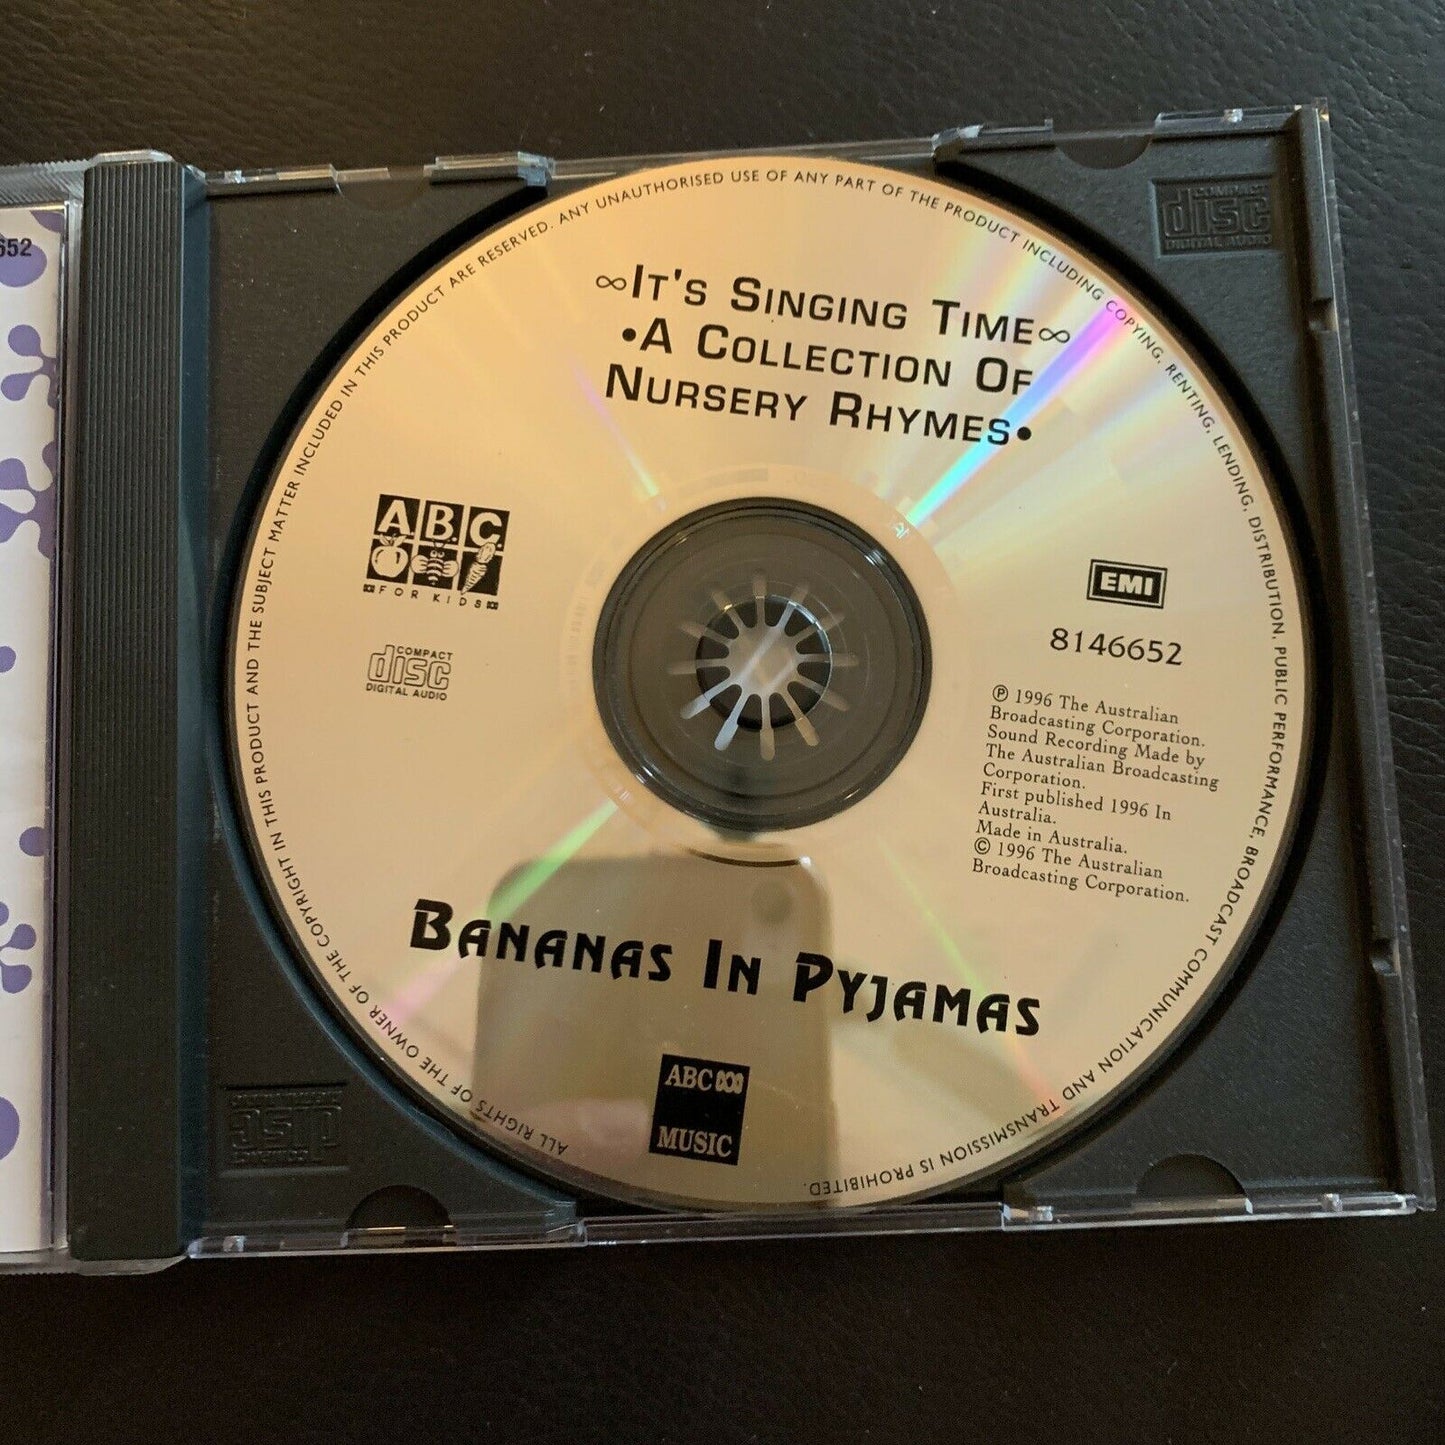 652
∞IT'S SINGING TIME∞
•A COLLECTION OF
NURSERY RHYMES•
A.B.C.
FOR KIDS
COMPACT
disc
DIGITAL AUDIO
EMI
8146652
℗ 1996 The Australian
Broadcasting Corporation.
Sound Recording Made by
The Australian Broadcasting
Corporation.
First published 1996 In
Australia.
Made in Australia.
© 1996 The Australian
Broadcasting Corporation.
BANANAS IN PYJAMAS
ABC
MUSIC
ALL RIGHTS OF THE OWNER OF THE COPYRIGHT IN THIS PRODUCT AND THE SUBJECT MATTER INCLUDED IN THIS PRODUCT ARE RESERVED. ANY UNAUTHORISED USE OF ANY PART OF THE PRODUCT INCLUDING COPYING, RENTING, LENDING, DISTRIBUTION, PUBLIC PERFORMANCE, BROADCAST COMMUNICATION AND TRANSMISSION IS PROHIBITED.
COMPACT
disc
DIGITAL AUDIO